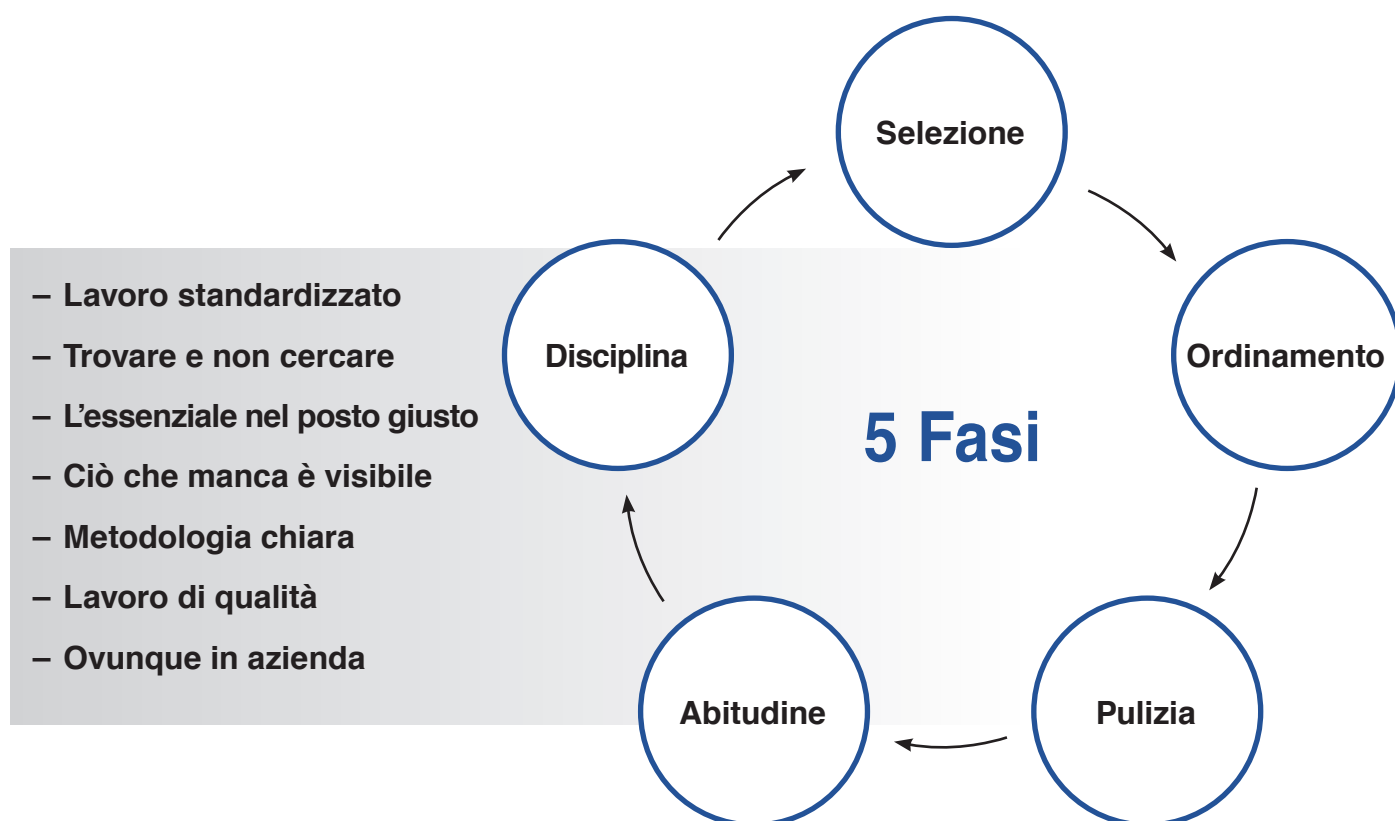 Selezione
Ordinamento
Pulizia
Abitudine
Disciplina
5 Fasi
– Lavoro standardizzato
– Trovare e non cercare
– L’essenziale nel posto giusto
– Ciò che manca è visibile
– Metodologia chiara
– Lavoro di qualità
– Ovunque in azienda